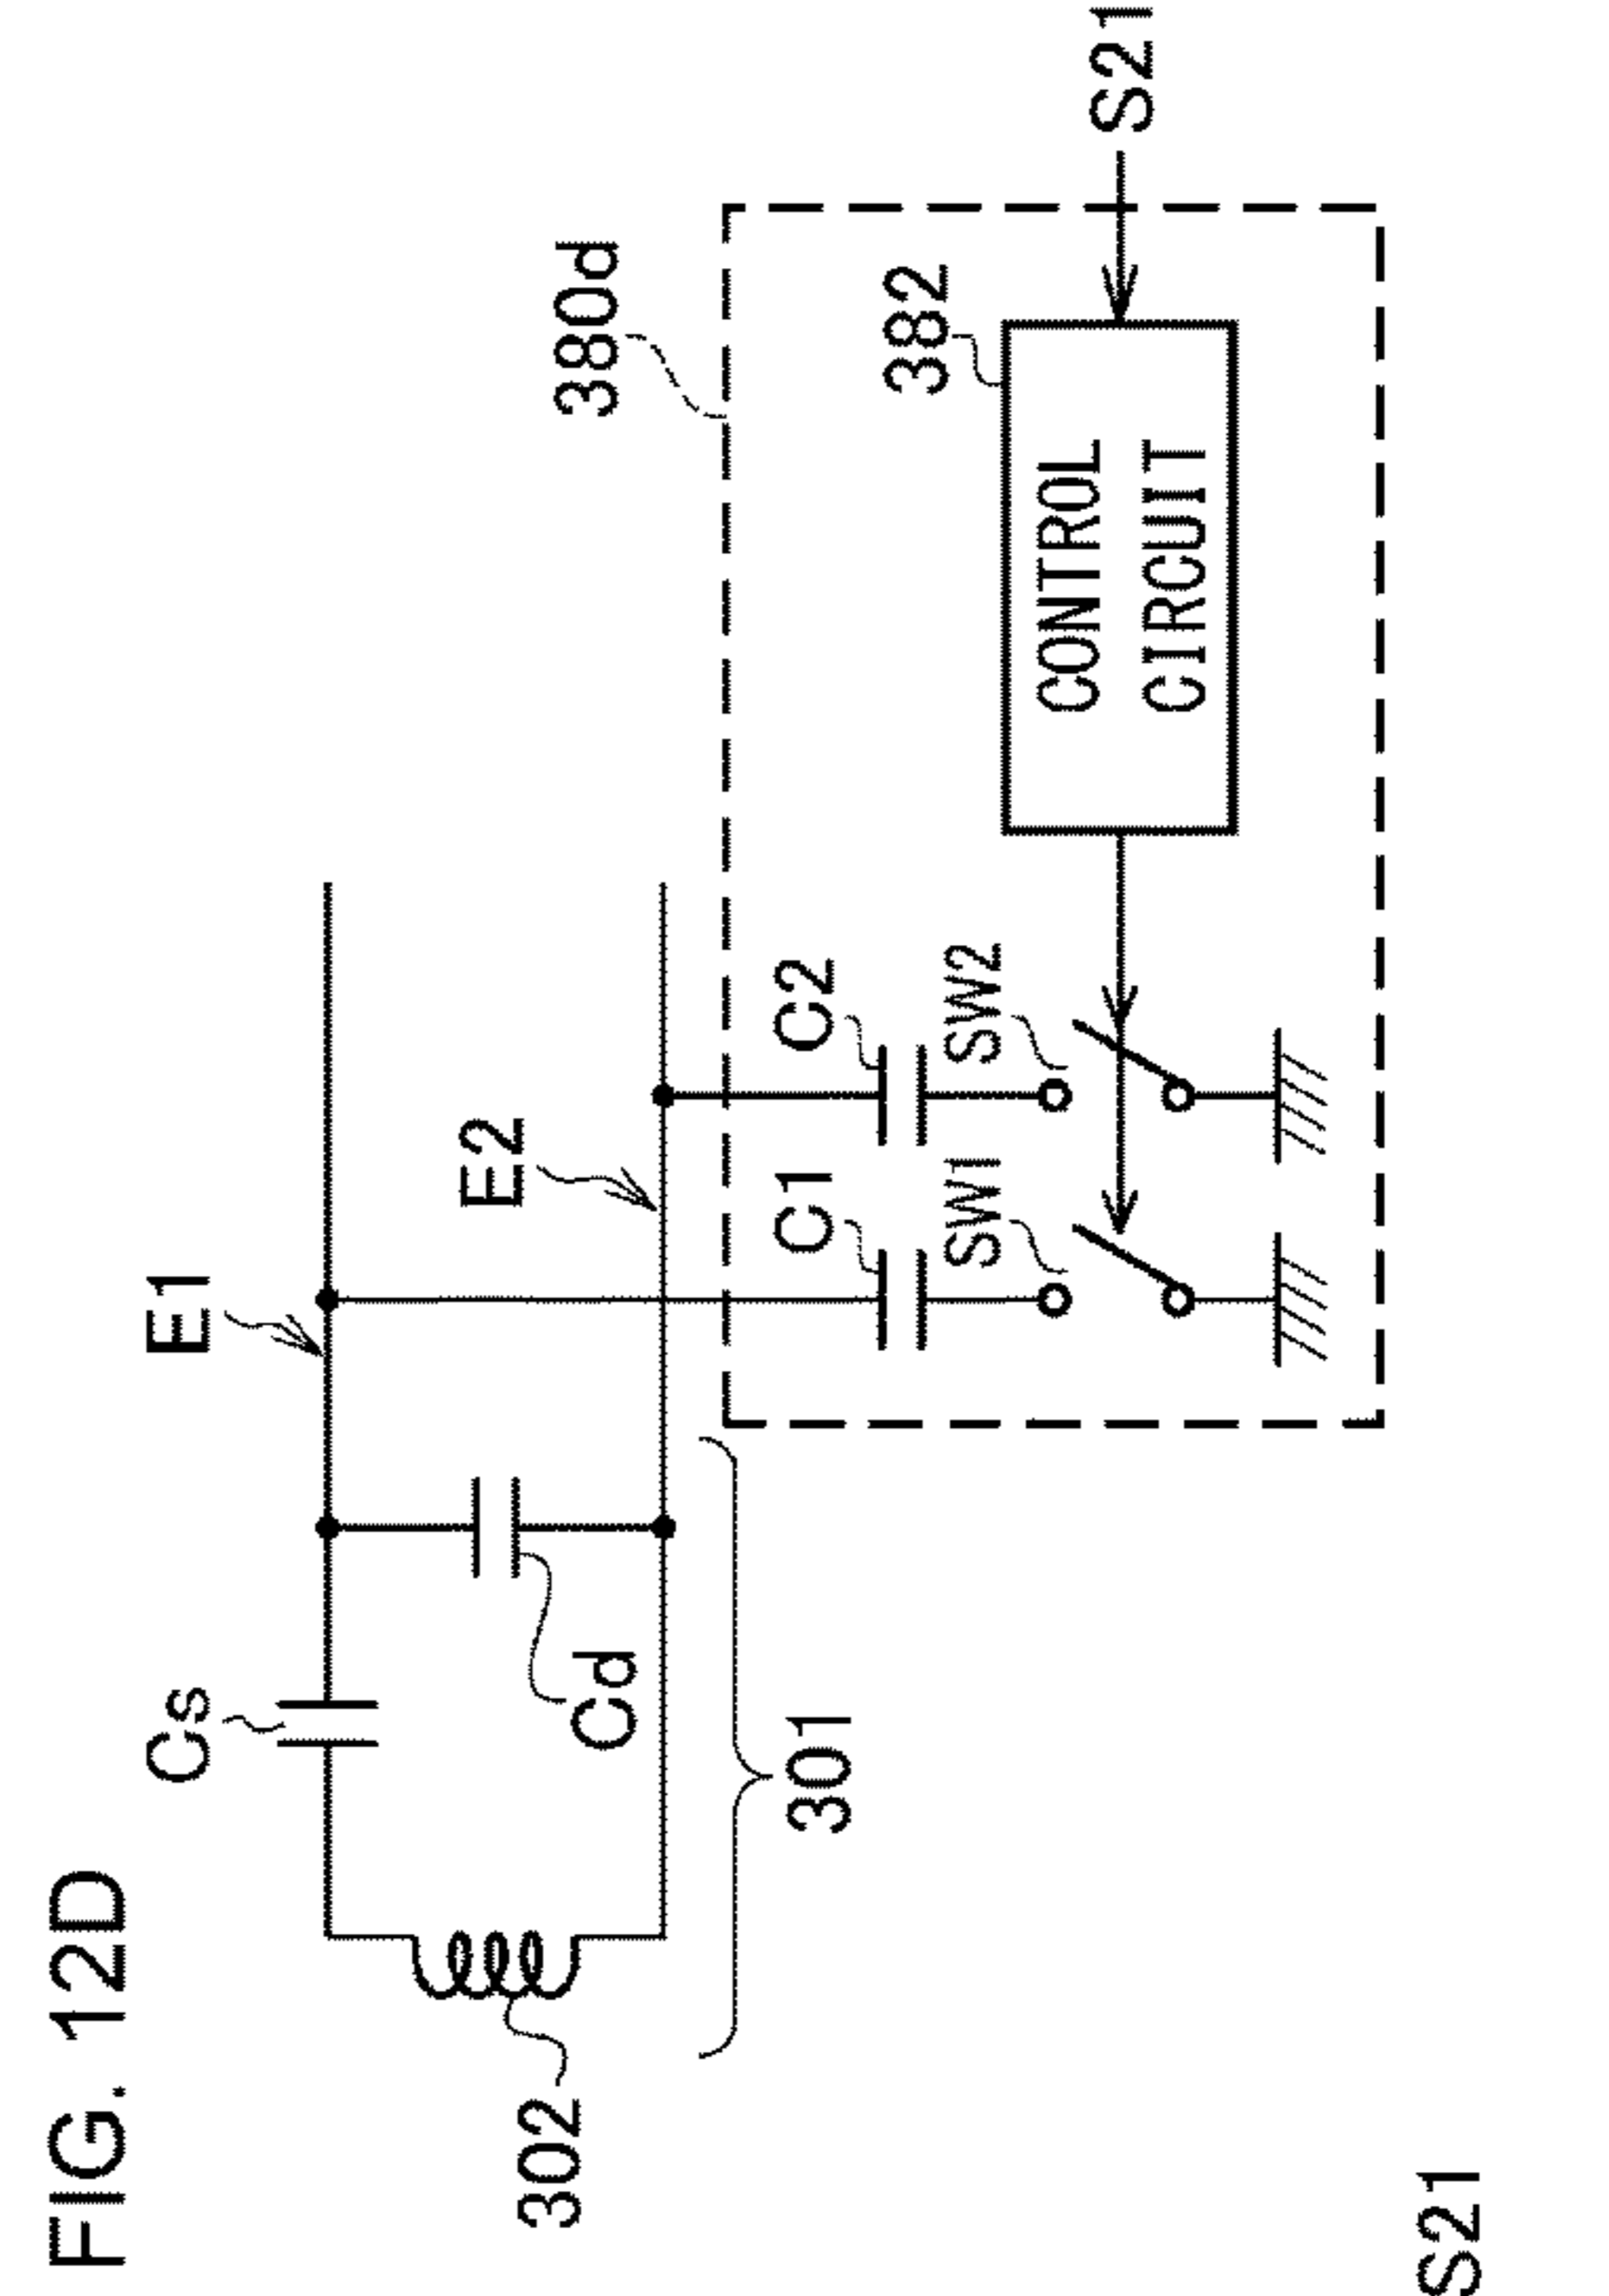 FIG. 12D
Cs
E1
302
Cd
E2
380d
301
C1
C2
382
SW1
SW2
CONTROL
CIRCUIT
S21
S21